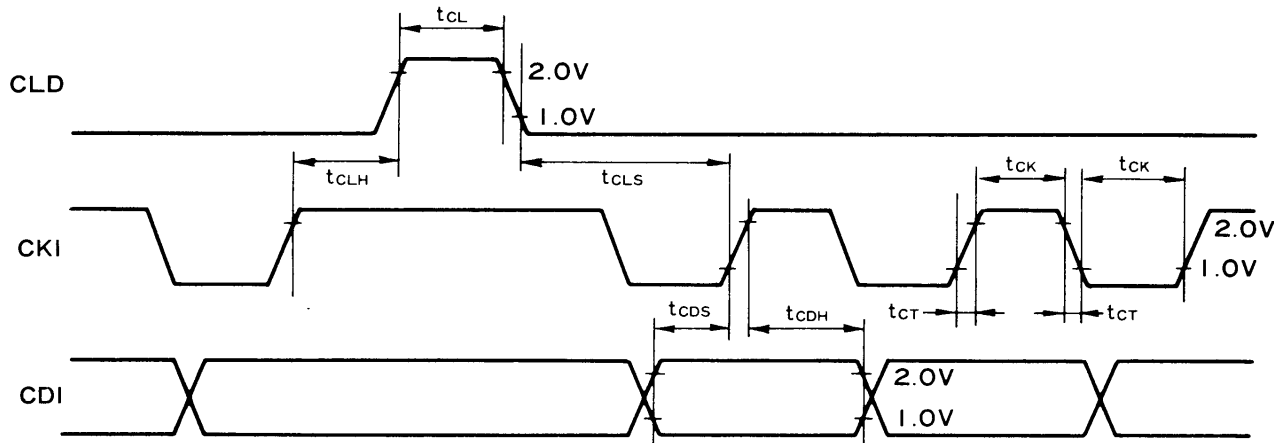 tCL
CLD
2.0V
1.0V
tCLH
tCLS
tCK
tCK
CKI
2.0V
1.0V
tCDS
tCDH
tCT
tCT
CDI
2.0V
1.0V